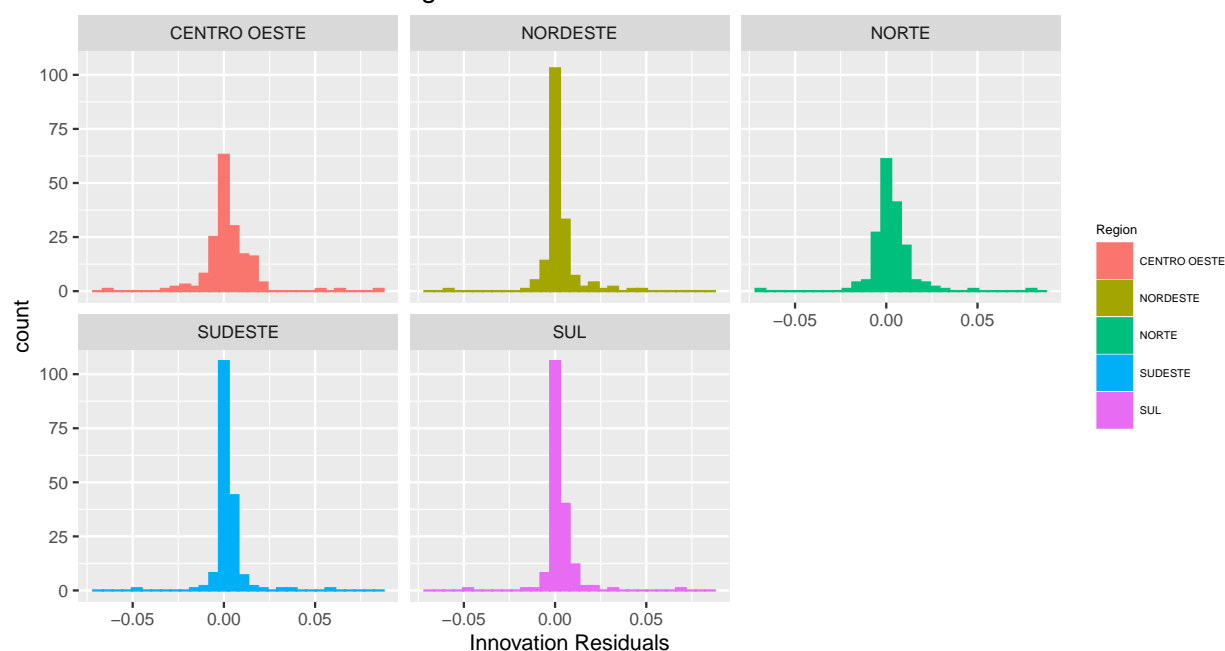 CENTRO OESTE
NORDESTE
NORTE
100
75
50
25
0
−0.05 0.00 0.05
SUDESTE
SUL
100
75
50
25
0
−0.05 0.00 0.05
−0.05 0.00 0.05
count
Innovation Residuals
Region
CENTRO OESTE
NORDESTE
NORTE
SUDESTE
SUL